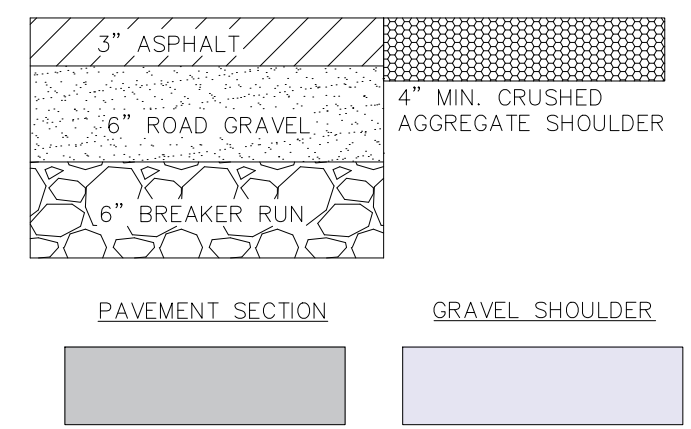 3” ASPHALT
6” ROAD GRAVEL
6” BREAKER RUN
4” MIN. CRUSHED
AGGREGATE SHOULDER
PAVEMENT SECTION
GRAVEL SHOULDER